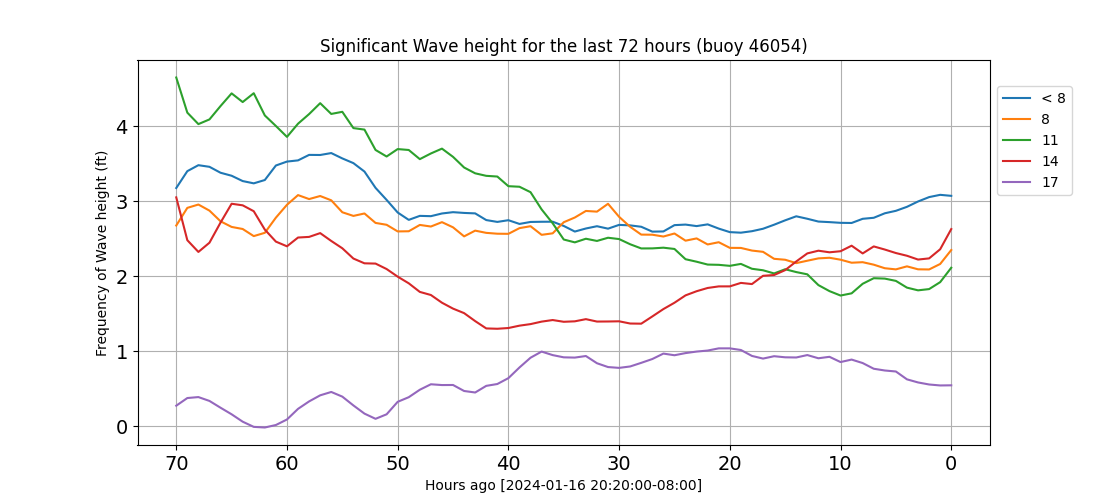 Significant Wave height for the last 72 hours (buoy 46054)
Frequency of Wave height (ft)
4
3
2
1
0
70 60 50 40 30 20 10 0
Hours ago [2024-01-16 20:20:00-08:00]
< 8
8
11
14
17